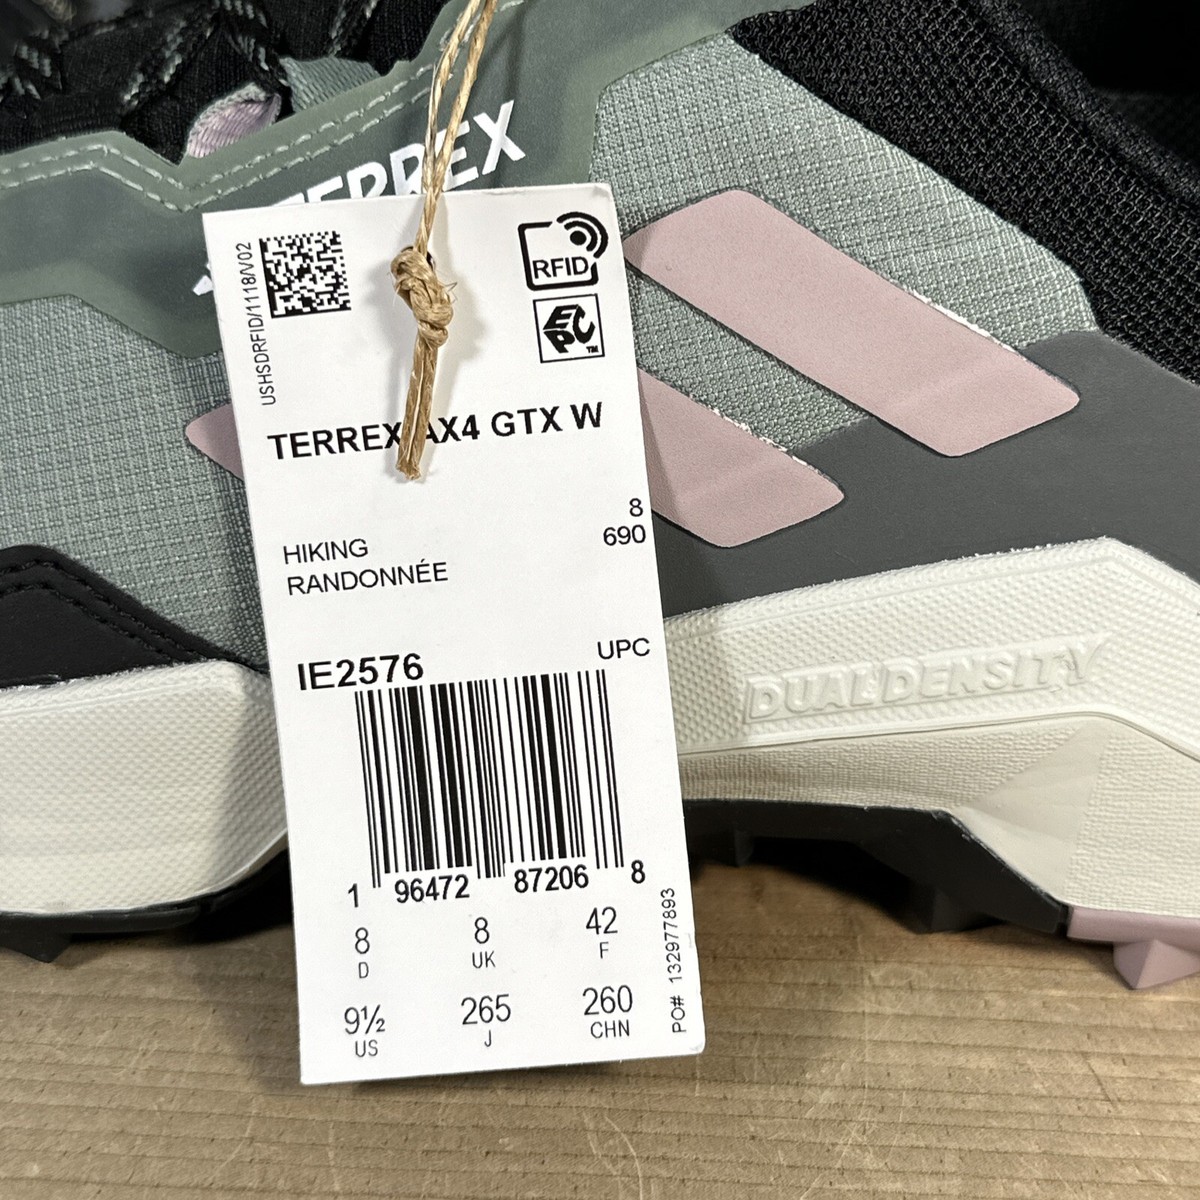 TERREX
USHSDRFID/1118/V02
RFID
EPC™
TERREX AX4 GTX W
8
690
HIKING
RANDONNÉE
IE2576
UPC
1 96472 87206 8
8 8 42
D UK F
9½ 265 260
US J CHN
PO# 132977893
DUAL DENSITY